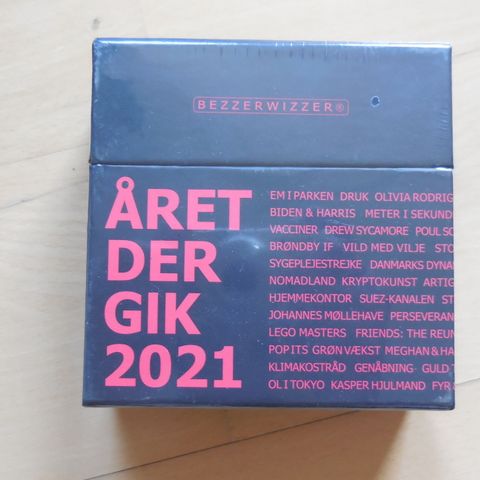 BEZZERWIZZER®
ÅRET
DER
GIK
2021
EM I PARKEN DRUK OLIVIA RODRIG
BIDEN & HARRIS METER I SEKUND
VACCINER DREW SYCAMORE POUL SC
BRØNDBY IF VILD MED VILJE STO
SYGEPLEJESTREJKE DANMARKS DYNA
NOMADLAND KRYPTOKUNST ARTIG
HJEMMEKONTOR SUEZ-KANALEN ST
JOHANNES MØLLEHAVE PERSEVERAN
LEGO MASTERS FRIENDS: THE REUN
POP ITS GRØN VÆKST MEGHAN & HA
KLIMAKOSTRÅD GENÅBNING GULD T
OL I TOKYO KASPER HJULMAND FYR